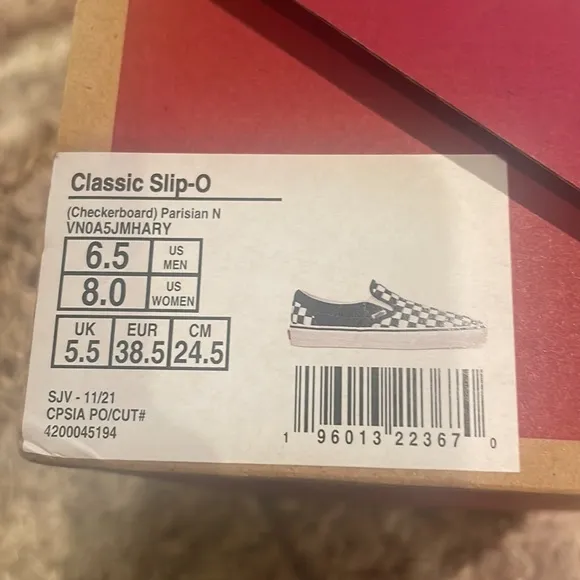 Classic Slip-O
(Checkerboard) Parisian N
VN0A5JMHARY
6.5 US MEN
8.0 US WOMEN
UK EUR CM
5.5 38.5 24.5
SJV - 11/21
CPSIA PO/CUT#
4200045194
1 96013 22367 0